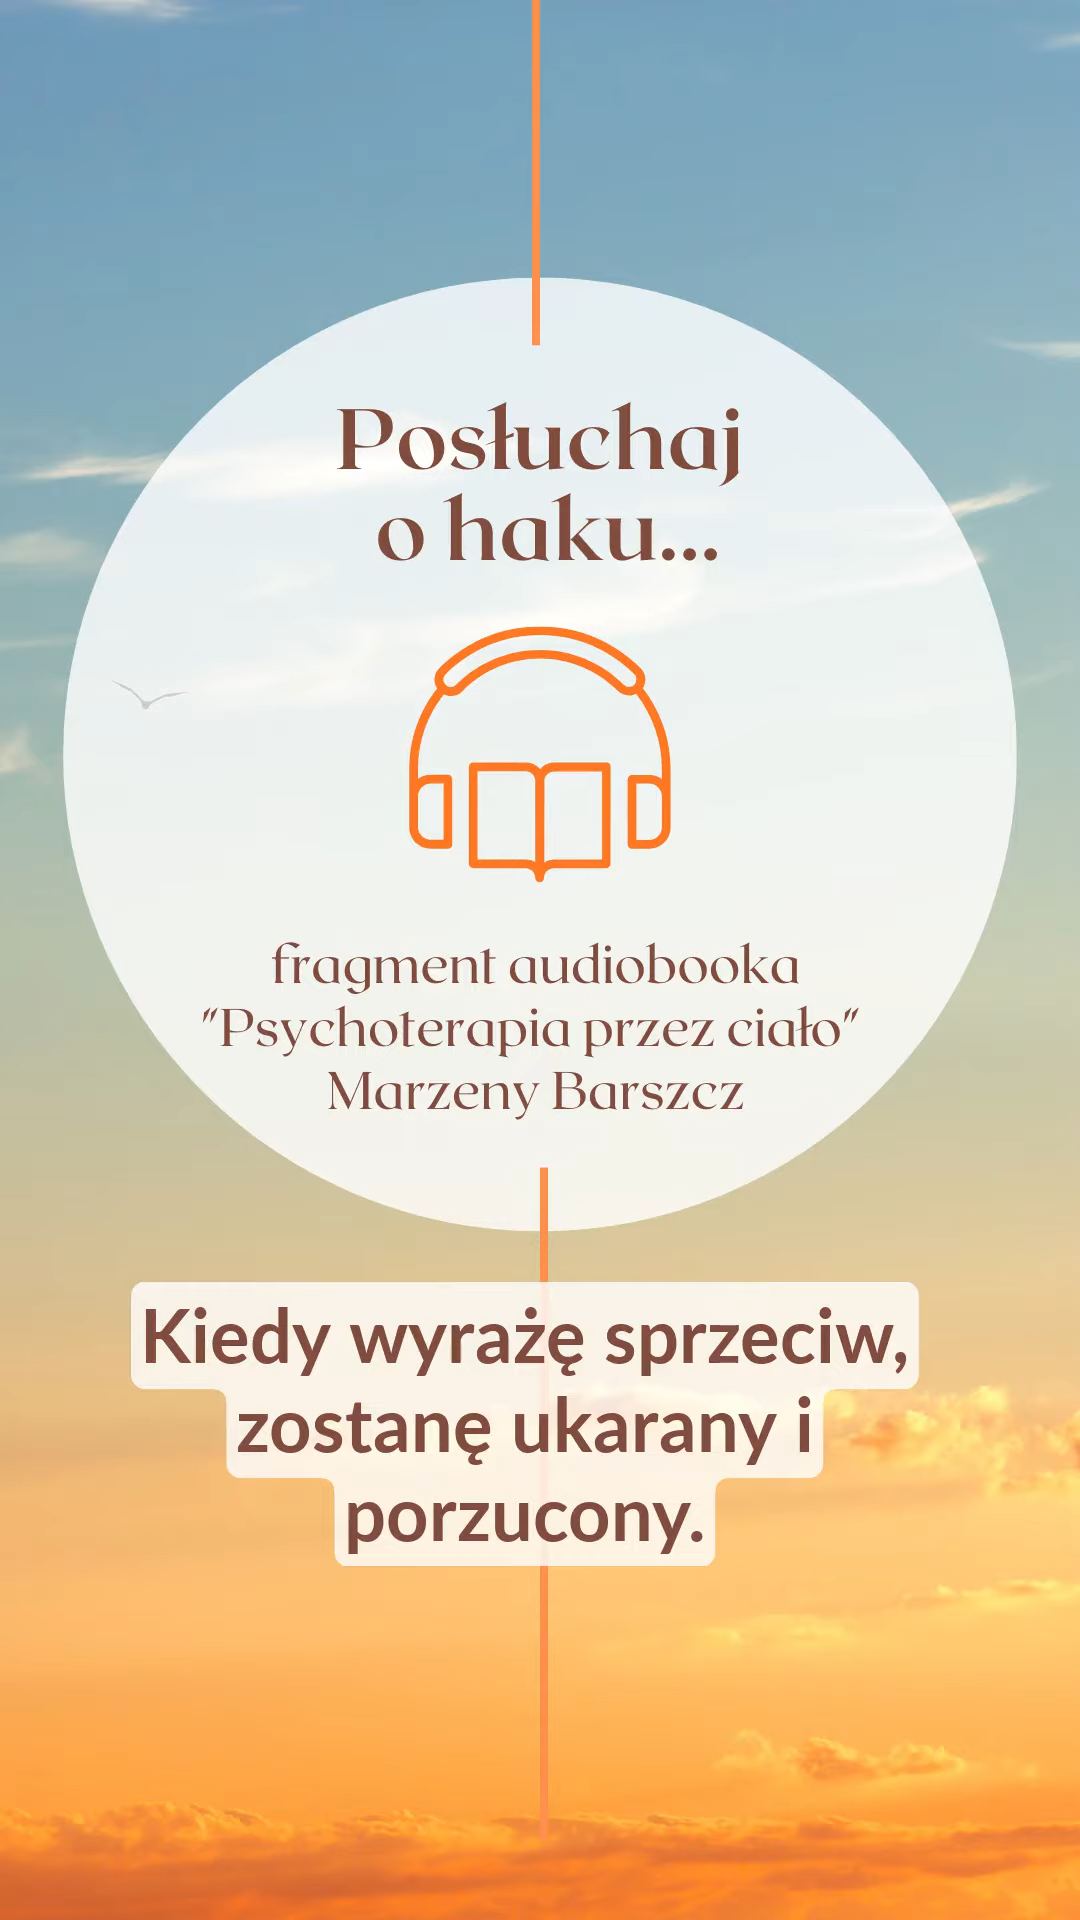 Posłuchaj
o haku...
fragment audiobooka
"Psychoterapia przez ciało"
Marzeny Barszcz
Kiedy wyrażę sprzeciw,
zostanę ukarany i
porzucony.